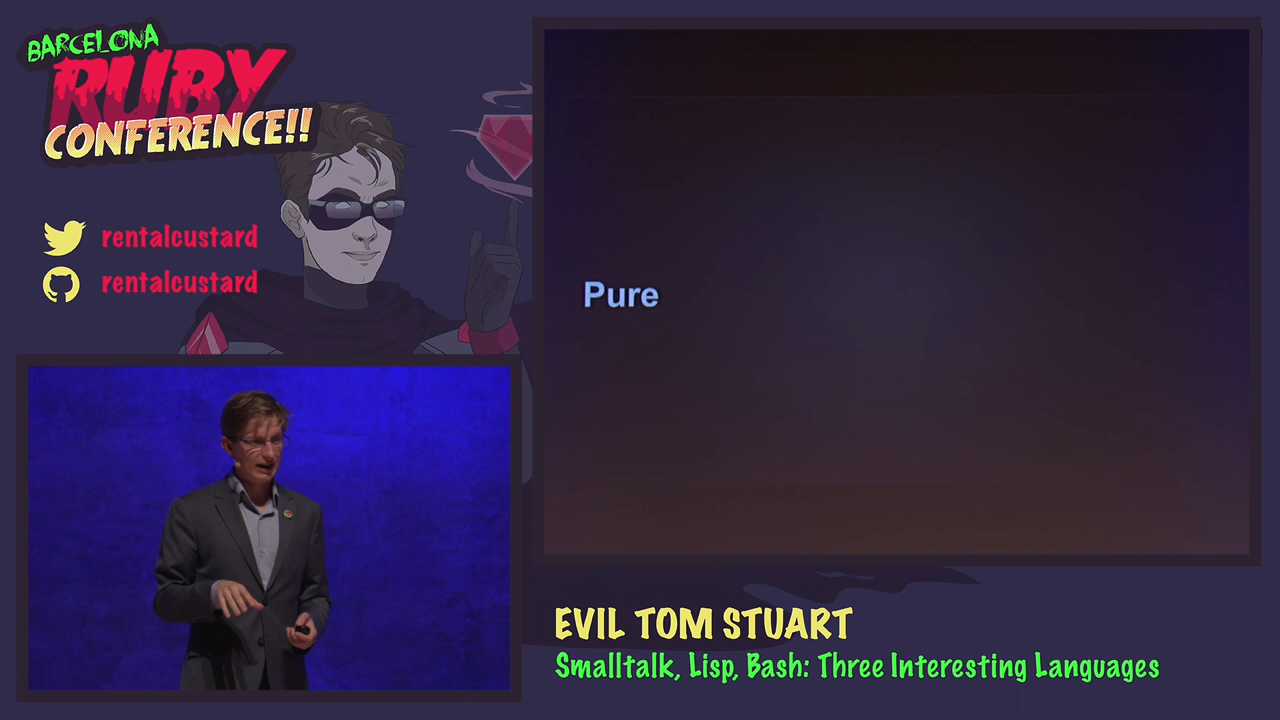 BARCELONA
RUBY
CONFERENCE!!
rentalcustard
rentalcustard
Pure
EVIL TOM STUART
Smalltalk, Lisp, Bash: Three Interesting Languages